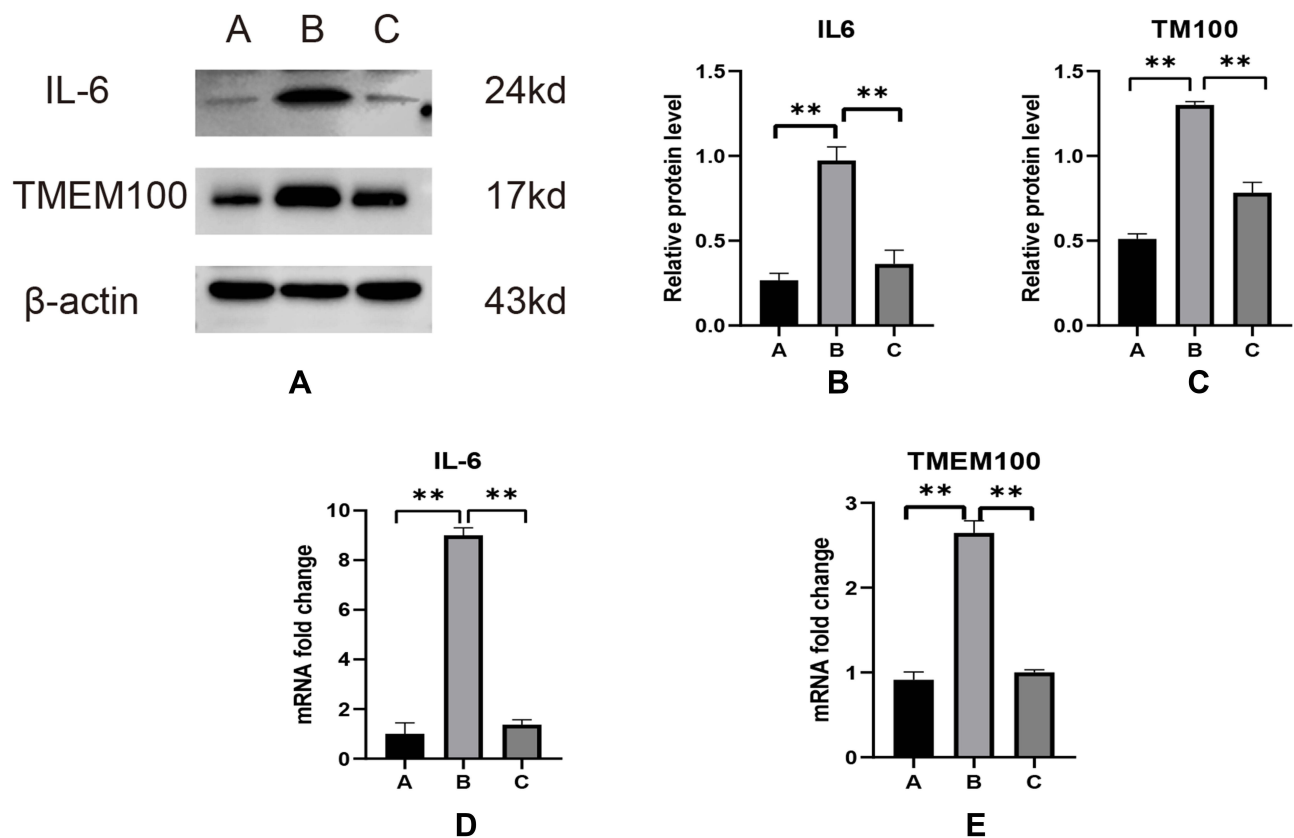 A B C
IL-6 24kd
TMEM100 17kd
β-actin 43kd
A
IL6
** **
Relative protein level
1.5
1.0
0.5
0.0
A B C
B
TM100
** **
Relative protein level
1.5
1.0
0.5
0.0
A B C
C
IL-6
** **
mRNA fold change
10
8
6
4
2
0
A B C
D
TMEM100
** **
mRNA fold change
3
2
1
0
A B C
E